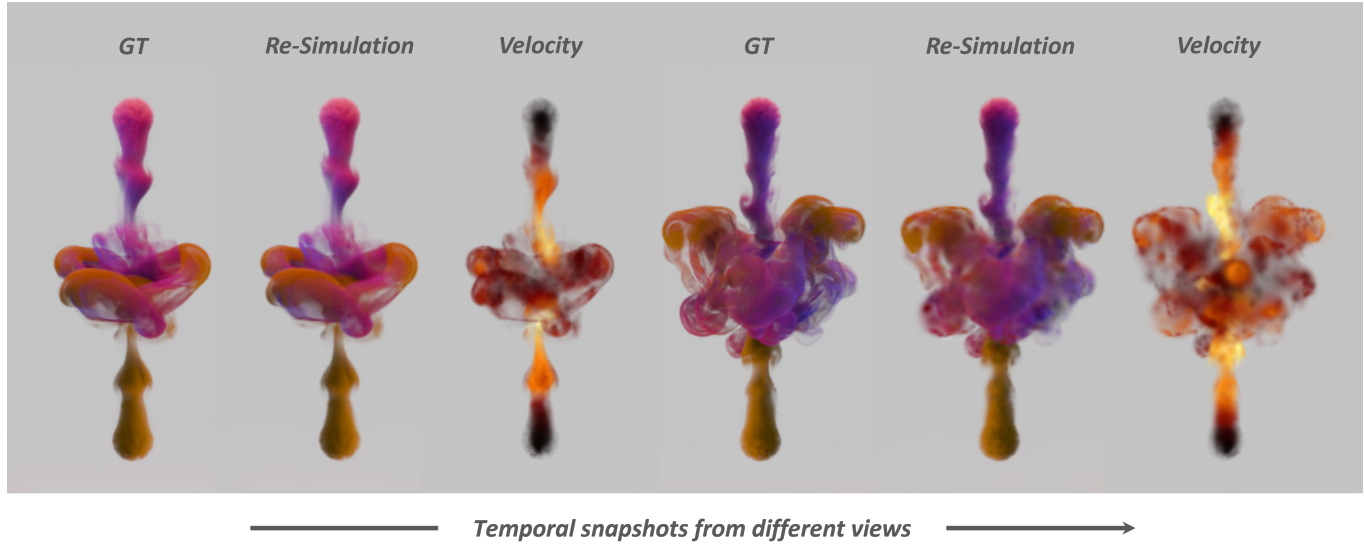 GT Re-Simulation Velocity GT Re-Simulation Velocity
Temporal snapshots from different views